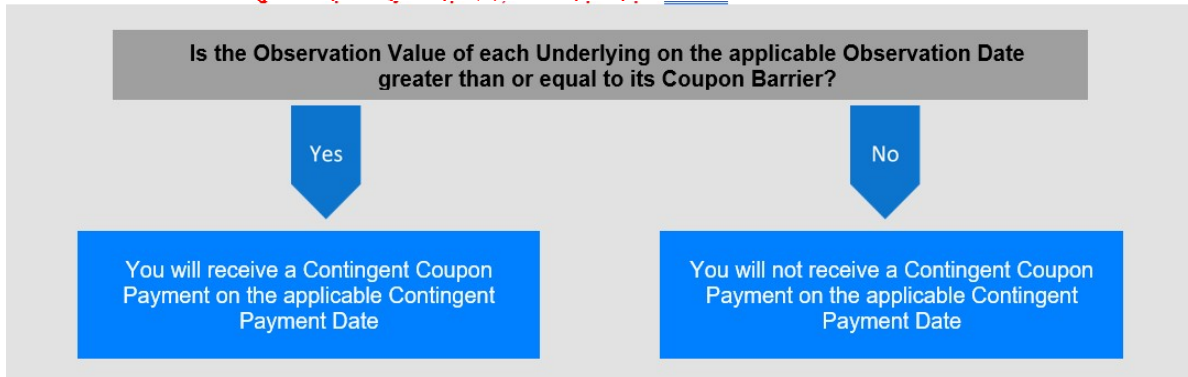 Is the Observation Value of each Underlying on the applicable Observation Date
greater than or equal to its Coupon Barrier?
Yes
No
You will receive a Contingent Coupon
Payment on the applicable Contingent
Payment Date
You will not receive a Contingent Coupon
Payment on the applicable Contingent
Payment Date